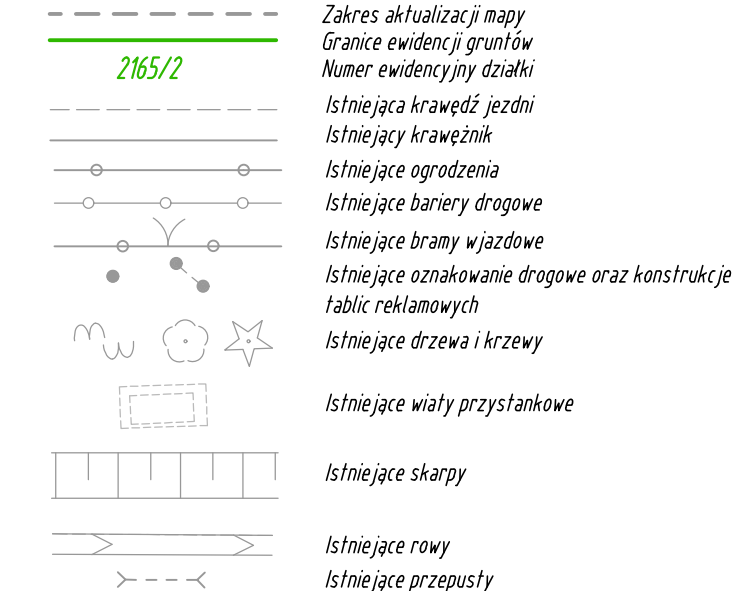 Zakres aktualizacji mapy
Granice ewidencji gruntów
2165/2 Numer ewidencyjny działki
Istniejąca krawędź jezdni
Istniejący krawężnik
Istniejące ogrodzenia
Istniejące bariery drogowe
Istniejące bramy wjazdowe
Istniejące oznakowanie drogowe oraz konstrukcje
tablic reklamowych
Istniejące drzewa i krzewy
Istniejące wiaty przystankowe
Istniejące skarpy
Istniejące rowy
Istniejące przepusty